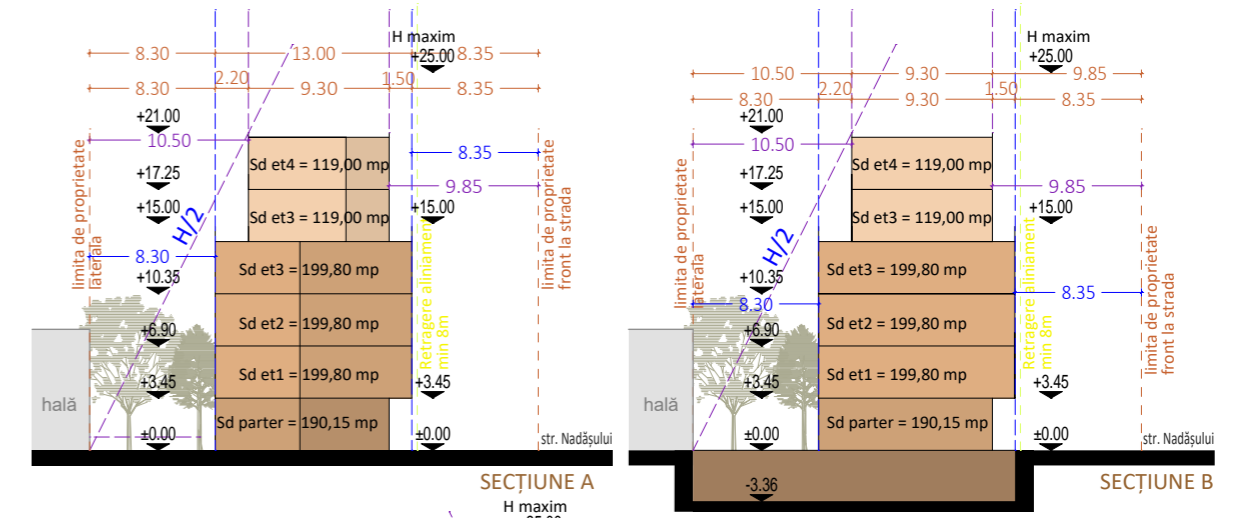 H maxim
+25.00
8.30
13.00
8.35
2.20
1.50
8.30
9.30
8.35
+21.00
10.50
8.35
+17.25
9.85
+15.00
+15.00
H/2
8.30
+10.35
+6.90
+3.45
+3.45
±0.00
±0.00
Sd et4 = 119,00 mp
Sd et3 = 119,00 mp
Sd et3 = 199,80 mp
Sd et2 = 199,80 mp
Sd et1 = 199,80 mp
Sd parter = 190,15 mp
limita de proprietate
laterala
Retragere aliniament
min 8m
limita de proprietate
front la strada
hală
str. Nadășului
SECȚIUNE A
H maxim
H maxim
+25.00
10.50
9.30
9.85
2.20
1.50
8.30
9.30
8.35
+21.00
10.50
+17.25
9.85
+15.00
+15.00
H/2
+10.35
8.35
8.30
+6.90
+3.45
+3.45
±0.00
±0.00
-3.36
Sd et4 = 119,00 mp
Sd et3 = 119,00 mp
Sd et3 = 199,80 mp
Sd et2 = 199,80 mp
Sd et1 = 199,80 mp
Sd parter = 190,15 mp
limita de proprietate
laterala
Retragere aliniament
min 8m
limita de proprietate
front la strada
hală
str. Nadășului
SECȚIUNE B